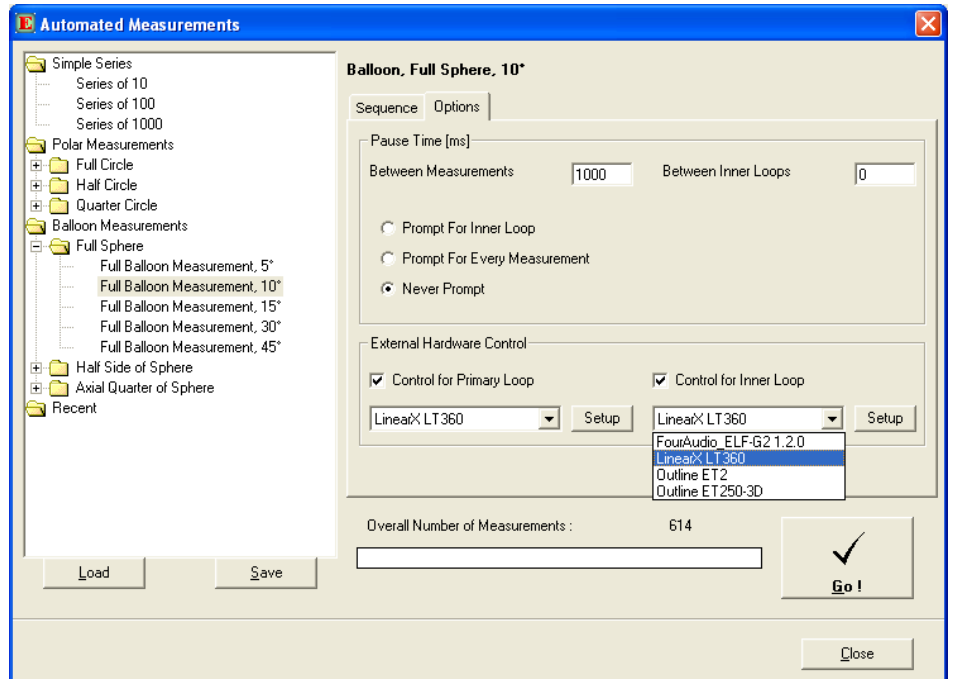 Automated Measurements
Simple Series
Series of 10
Series of 100
Series of 1000
Polar Measurements
Full Circle
Half Circle
Quarter Circle
Balloon Measurements
Full Sphere
Full Balloon Measurement, 5°
Full Balloon Measurement, 10°
Full Balloon Measurement, 15°
Full Balloon Measurement, 30°
Full Balloon Measurement, 45°
Half Side of Sphere
Axial Quarter of Sphere
Recent
Load Save
Balloon, Full Sphere, 10°
Sequence Options
Pause Time [ms]
Between Measurements 1000 Between Inner Loops 0
Prompt For Inner Loop
Prompt For Every Measurement
Never Prompt
External Hardware Control
Control for Primary Loop Control for Inner Loop
LinearX LT360 Setup LinearX LT360 Setup
FourAudio_ELF-G2 1.2.0
LinearX LT360
Outline ET2
Outline ET250-3D
Overall Number of Measurements : 614
Go !
Close